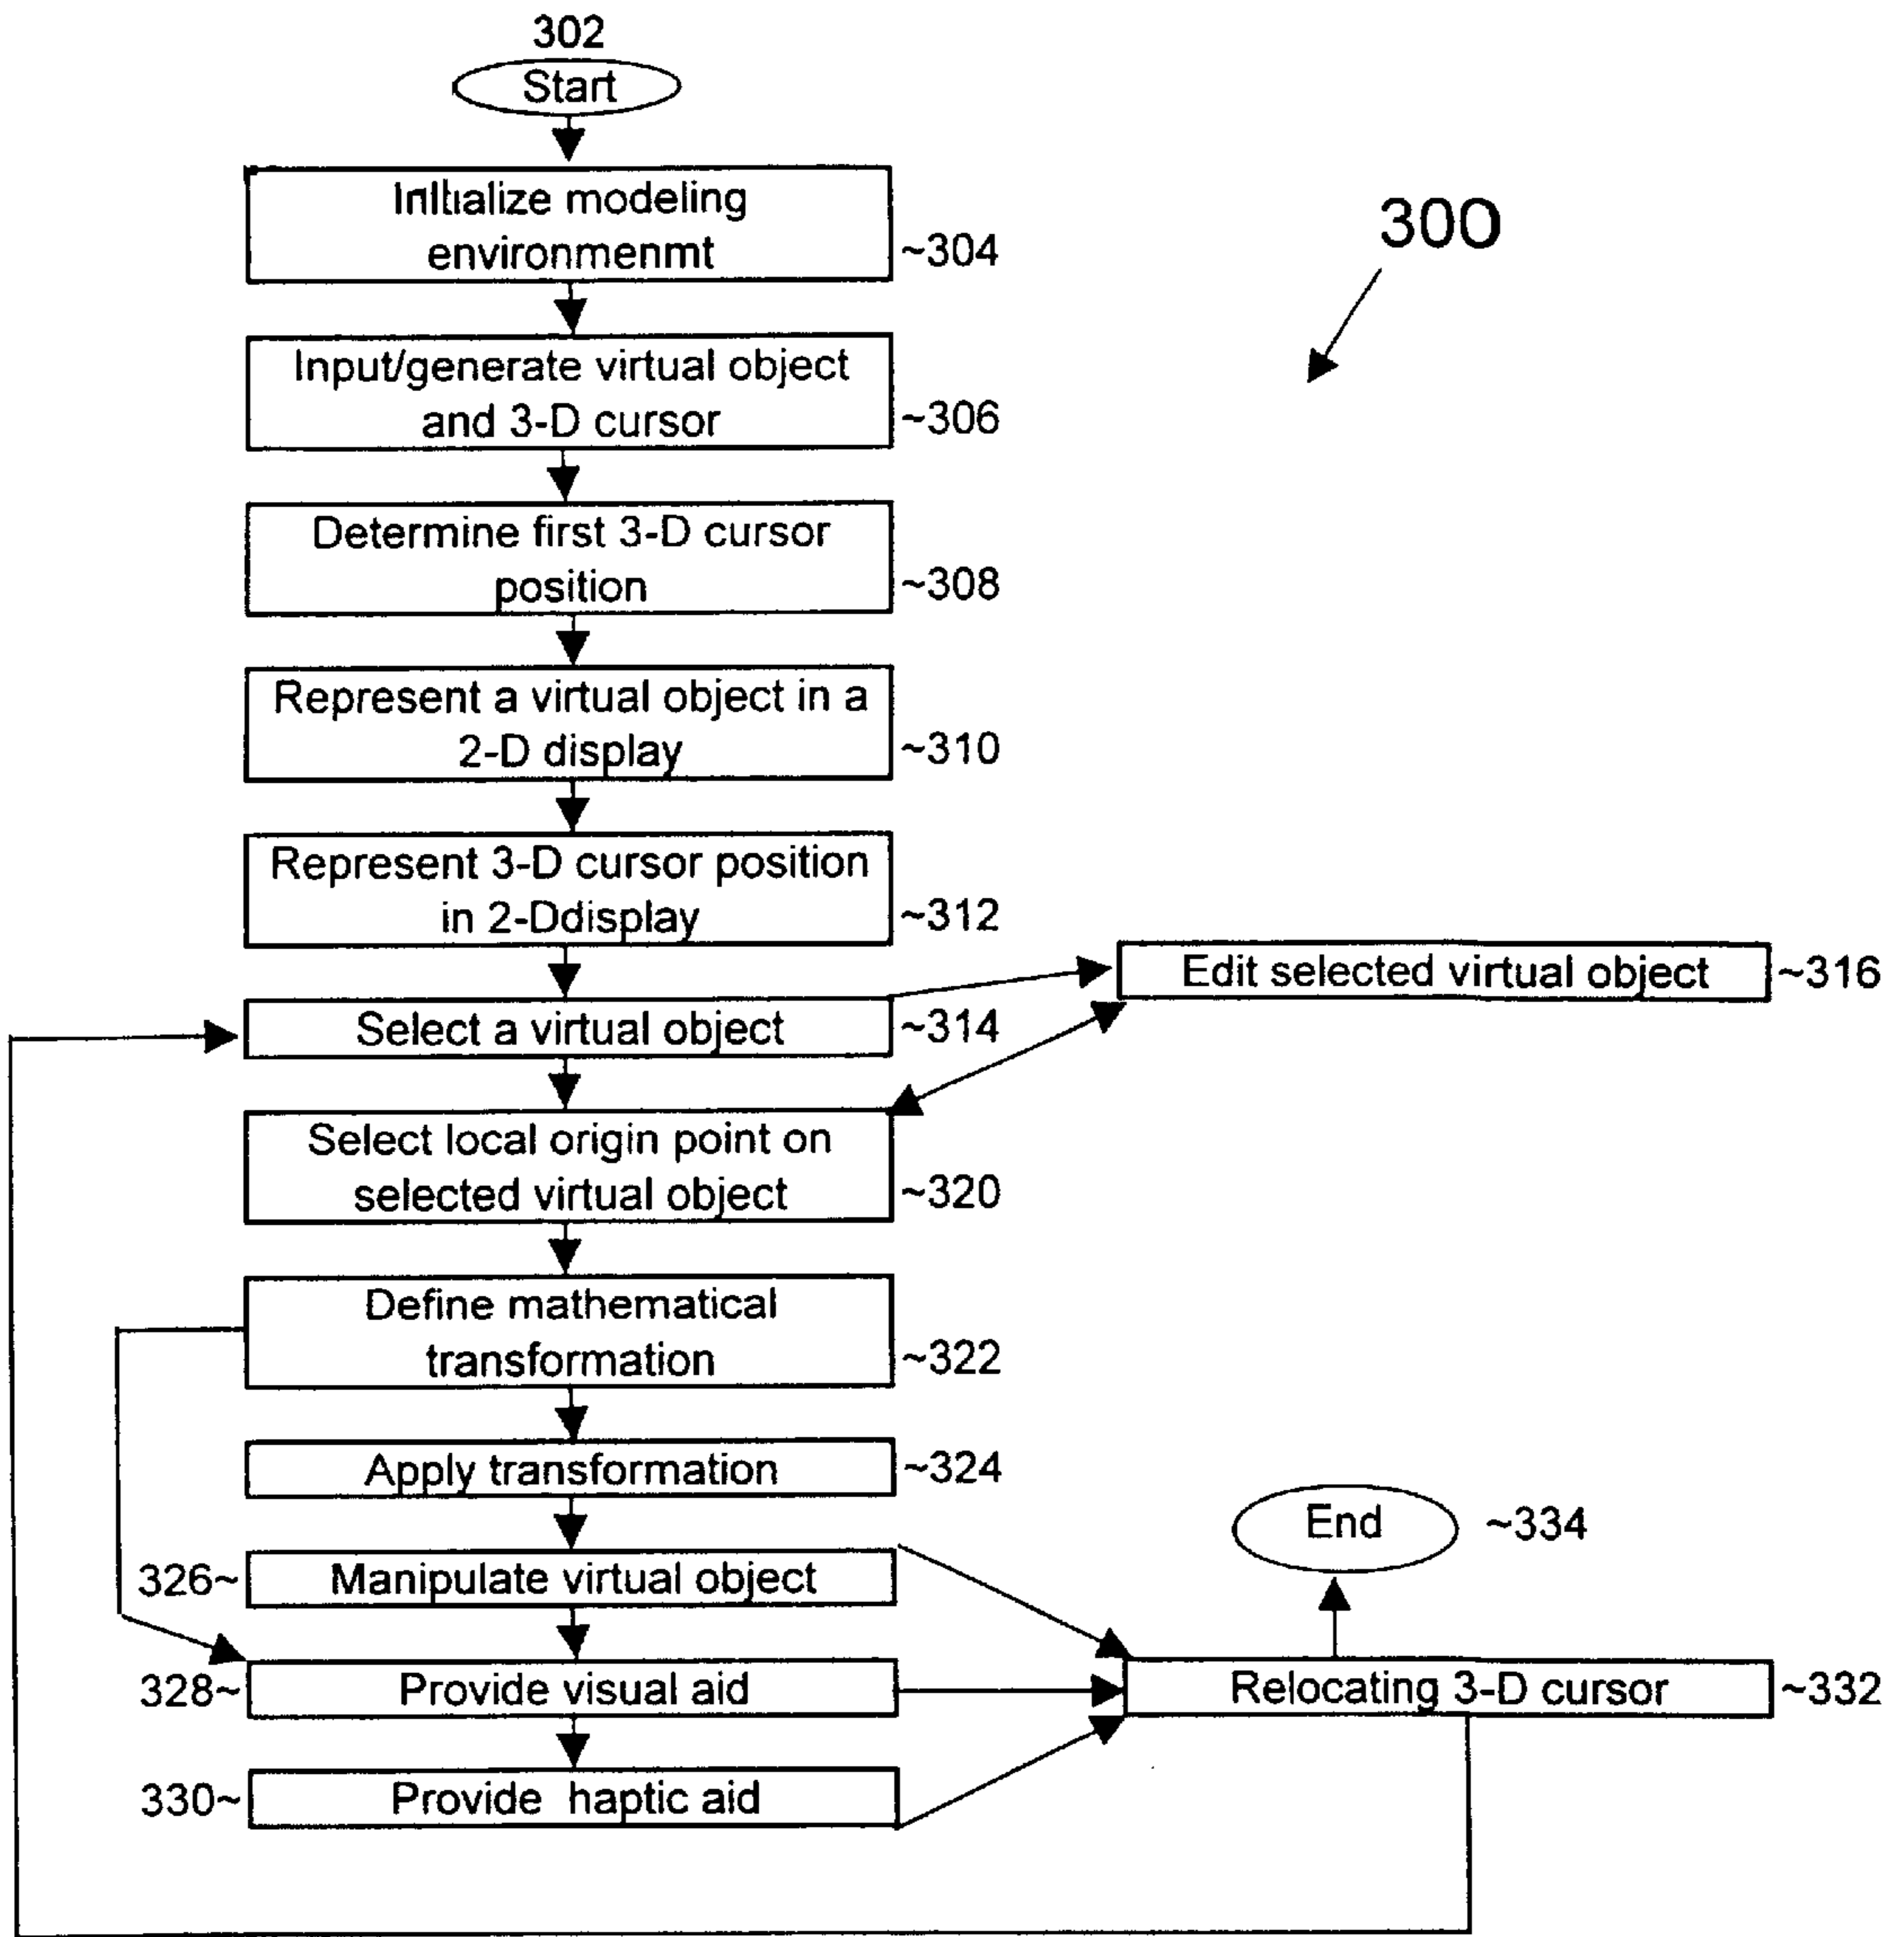 302
Start
Initialize modeling
environmenmt
~304
300
Input/generate virtual object
and 3-D cursor
~306
Determine first 3-D cursor
position
~308
Represent a virtual object in a
2-D display
~310
Represent 3-D cursor position
in 2-Ddisplay
~312
Edit selected virtual object
~316
Select a virtual object
~314
Select local origin point on
selected virtual object
~320
Define mathematical
transformation
~322
Apply transformation
~324
End
~334
326~
Manipulate virtual object
328~
Provide visual aid
Relocating 3-D cursor
~332
330~
Provide haptic aid